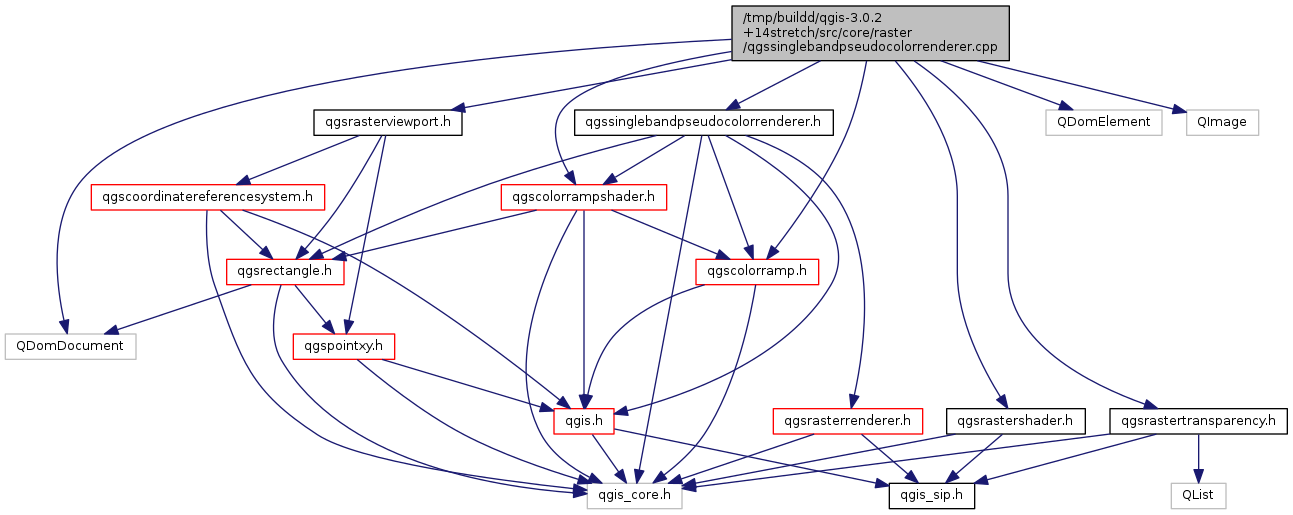 /tmp/buildd/qgis-3.0.2
+14stretch/src/core/raster
/qgssinglebandpseudocolorrenderer.cpp
qgsrasterviewport.h
qgssinglebandpseudocolorrenderer.h
QDomElement
QImage
qgscoordinatereferencesystem.h
qgscolorrampshader.h
qgsrectangle.h
qgscolorramp.h
QDomDocument
qgspointxy.h
qgis.h
qgsrasterrenderer.h
qgsrastershader.h
qgsrastertransparency.h
qgis_core.h
qgis_sip.h
QList